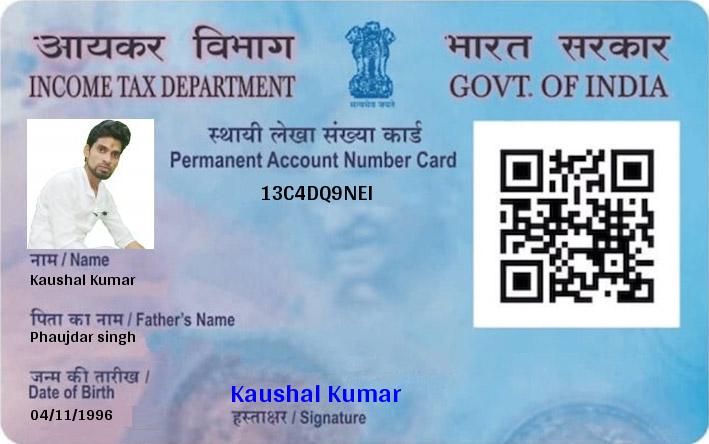 आयकर विभाग
INCOME TAX DEPARTMENT
सत्यमेव जयते
भारत सरकार
GOVT. OF INDIA
स्थायी लेखा संख्या कार्ड
Permanent Account Number Card
13C4DQ9NEI
नाम / Name
Kaushal Kumar
पिता का नाम / Father's Name
Phaujdar singh
जन्म की तारीख /
Date of Birth
04/11/1996
Kaushal Kumar
हस्ताक्षर / Signature